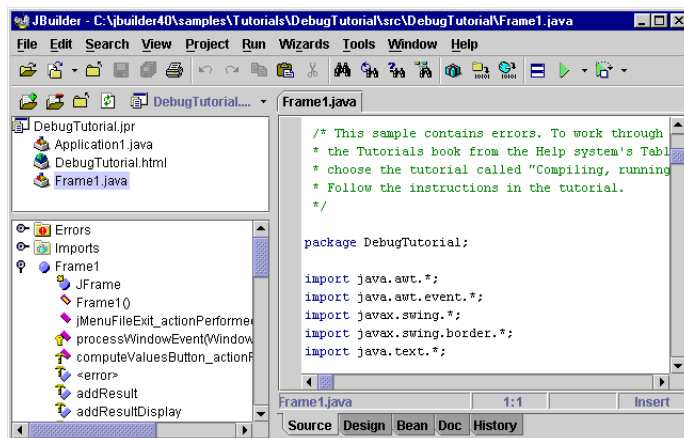 JBuilder - C:\jbuilder40\samples\Tutorials\DebugTutorial\src\DebugTutorial\Frame1.java
File Edit Search View Project Run Wizards Tools Window Help
DebugTutorial....
Frame1.java
DebugTutorial.jpr
Application1.java
DebugTutorial.html
Frame1.java
Errors
Imports
Frame1
JFrame
Frame1()
jMenuFileExit_actionPerformed
processWindowEvent(Window
computeValuesButton_actionP
<error>
addResult
addResultDisplay
/* This sample contains errors. To work through
* the Tutorials book from the Help system's Tabl
* choose the tutorial called "Compiling, running
* Follow the instructions in the tutorial.
*/
package DebugTutorial;
import java.awt.*;
import java.awt.event.*;
import javax.swing.*;
import javax.swing.border.*;
import java.text.*;
Frame1.java 1:1 Insert
Source Design Bean Doc History